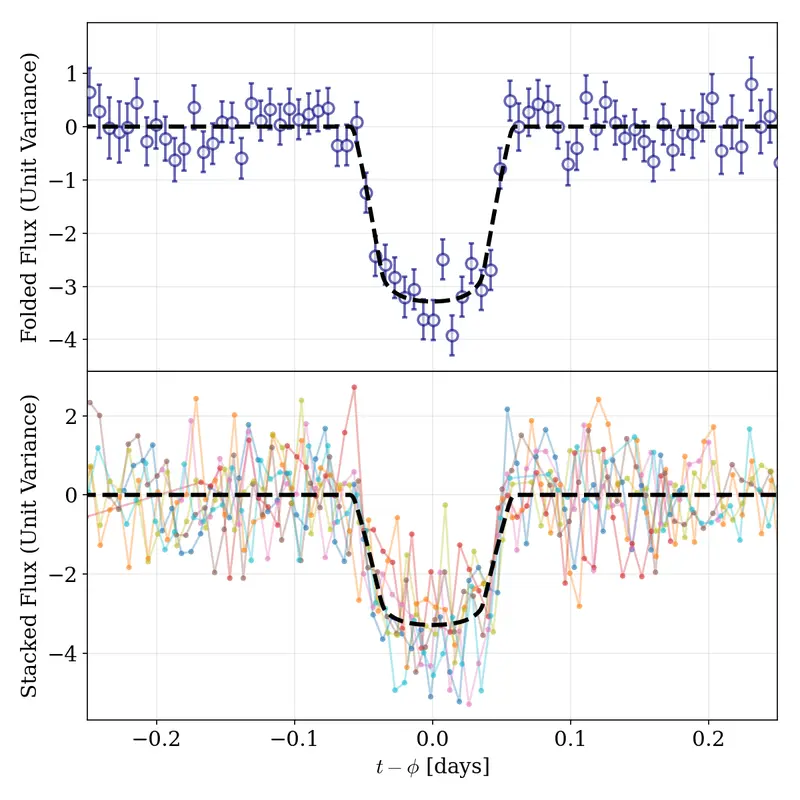 Folded Flux (Unit Variance)
1
0
−1
−2
−3
−4
Stacked Flux (Unit Variance)
2
0
−2
−4
−0.2 −0.1 0.0 0.1 0.2
t − ϕ [days]